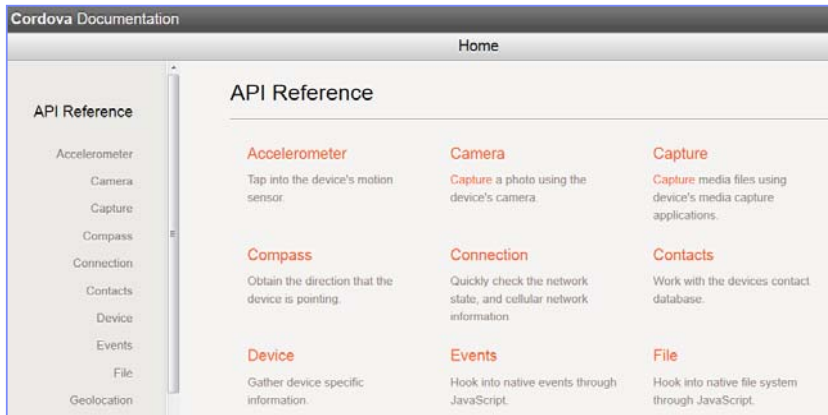 Cordova Documentation
Home
API Reference
Accelerometer
Camera
Capture
Compass
Connection
Contacts
Device
Events
File
Geolocation
API Reference
Accelerometer
Tap into the device's motion
sensor.
Camera
Capture a photo using the
device's camera.
Capture
Capture media files using
device's media capture
applications.
Compass
Obtain the direction that the
device is pointing.
Connection
Quickly check the network
state, and cellular network
information
Contacts
Work with the devices contact
database.
Device
Gather device specific
information.
Events
Hook into native events through
JavaScript.
File
Hook into native file system
through JavaScript.